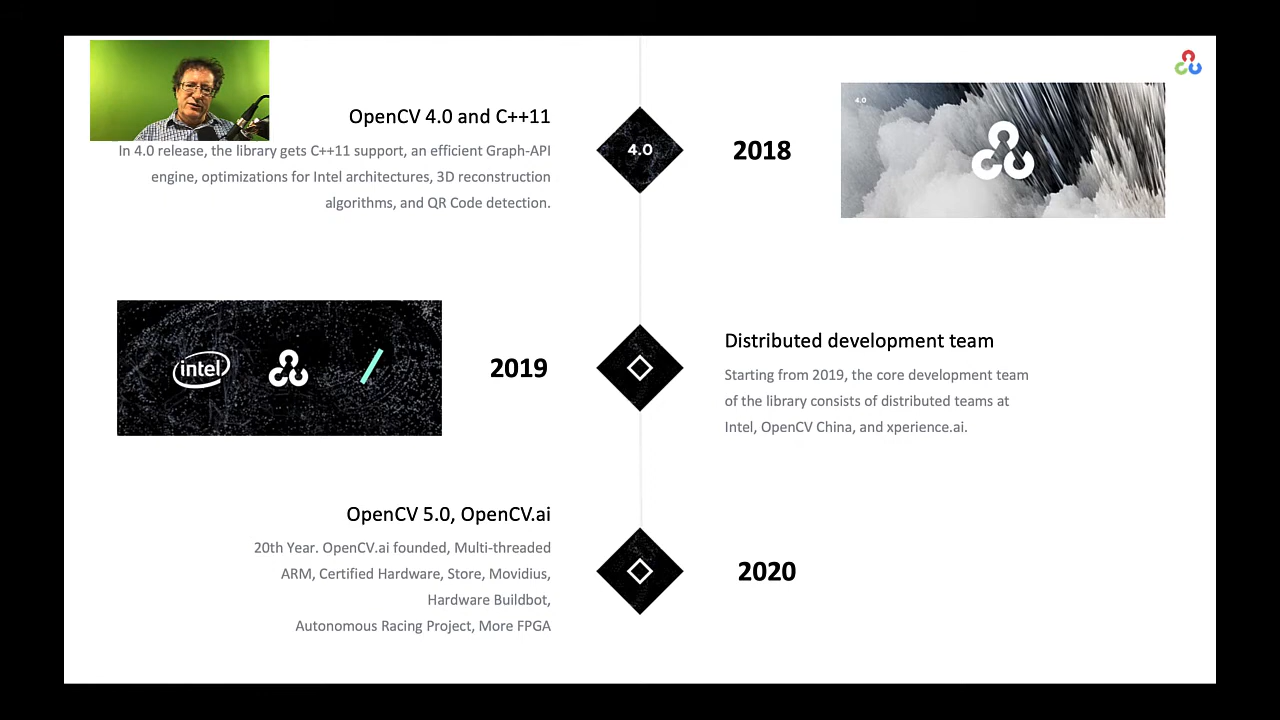 OpenCV 4.0 and C++11
In 4.0 release, the library gets C++11 support, an efficient Graph-API
engine, optimizations for Intel architectures, 3D reconstruction
algorithms, and QR Code detection.
4.0
2018
4.0
intel
2019
Distributed development team
Starting from 2019, the core development team
of the library consists of distributed teams at
Intel, OpenCV China, and xperience.ai.
OpenCV 5.0, OpenCV.ai
20th Year. OpenCV.ai founded, Multi-threaded
ARM, Certified Hardware, Store, Movidius,
Hardware Buildbot,
Autonomous Racing Project, More FPGA
2020